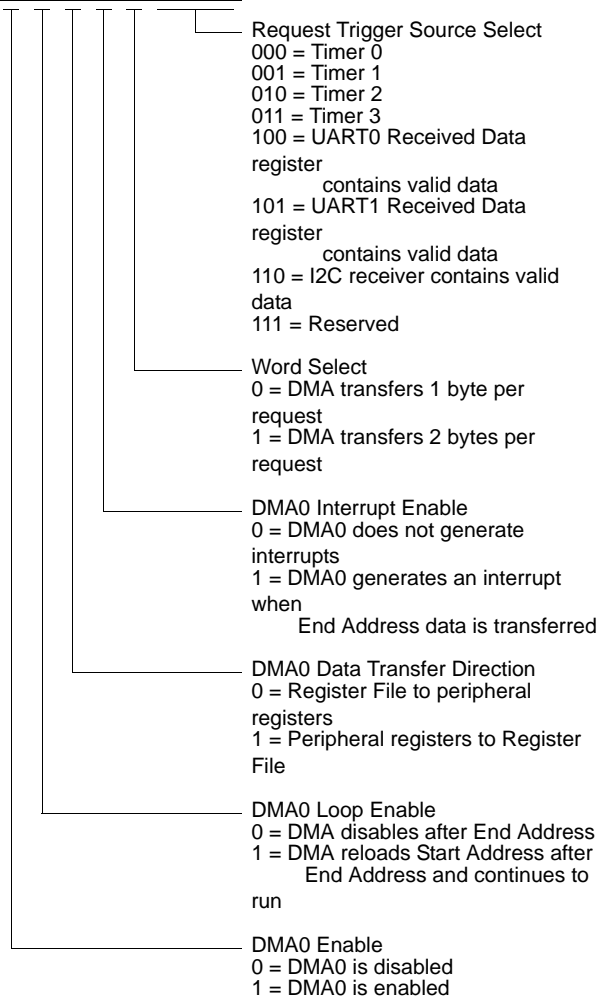 Request Trigger Source Select
000 = Timer 0
001 = Timer 1
010 = Timer 2
011 = Timer 3
100 = UART0 Received Data
register
contains valid data
101 = UART1 Received Data
register
contains valid data
110 = I2C receiver contains valid
data
111 = Reserved
Word Select
0 = DMA transfers 1 byte per
request
1 = DMA transfers 2 bytes per
request
DMA0 Interrupt Enable
0 = DMA0 does not generate
interrupts
1 = DMA0 generates an interrupt
when
End Address data is transferred
DMA0 Data Transfer Direction
0 = Register File to peripheral
registers
1 = Peripheral registers to Register
File
DMA0 Loop Enable
0 = DMA disables after End Address
1 = DMA reloads Start Address after
End Address and continues to
run
DMA0 Enable
0 = DMA0 is disabled
1 = DMA0 is enabled